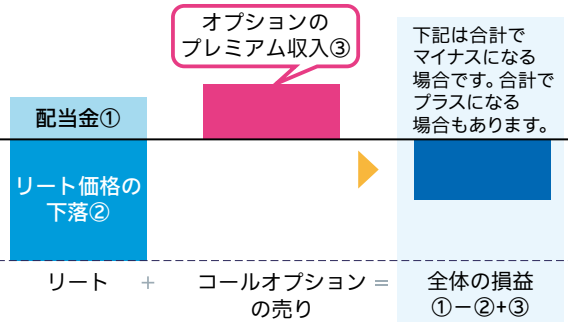 オプションの
プレミアム収入③
下記は合計で
マイナスになる
場合です。合計で
プラスになる
場合もあります。
配当金①
リート価格の
下落②
リート + コールオプション = 全体の損益
の売り ①－②+③